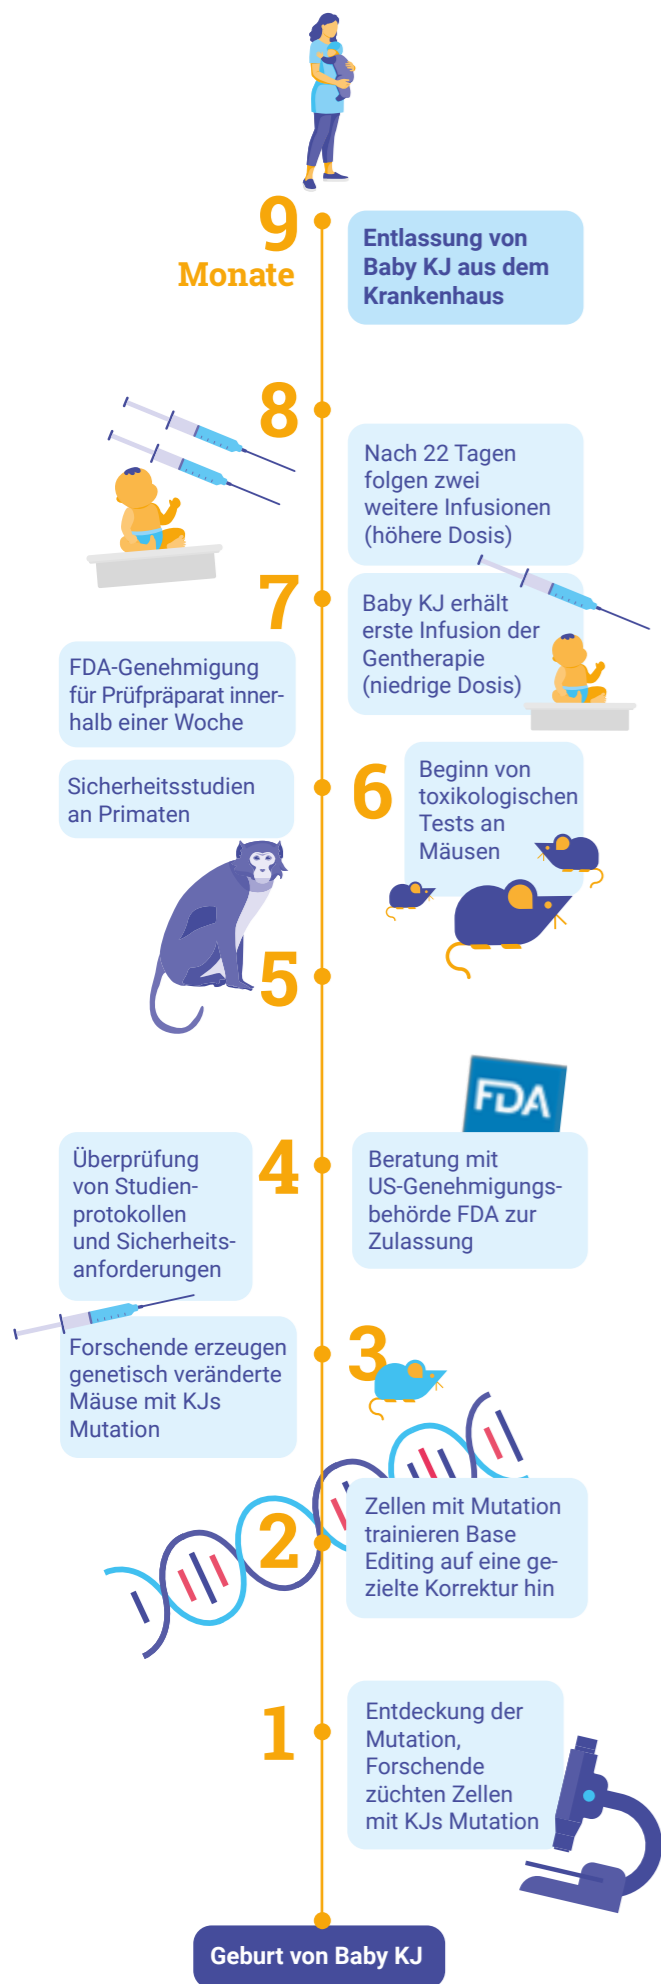 9
Monate
Entlassung von
Baby KJ aus dem
Krankenhaus
8
Nach 22 Tagen
folgen zwei
weitere Infusionen
(höhere Dosis)
7
Baby KJ erhält
erste Infusion der
Gentherapie
(niedrige Dosis)
FDA-Genehmigung
für Prüfpräparat inner-
halb einer Woche
Sicherheitsstudien
an Primaten
6
Beginn von
toxikologischen
Tests an
Mäusen
5
FDA
4
Überprüfung
von Studien-
protokollen
und Sicherheits-
anforderungen
Beratung mit
US-Genehmigungs-
behörde FDA zur
Zulassung
3
Forschende erzeugen
genetisch veränderte
Mäuse mit KJs
Mutation
2
Zellen mit Mutation
trainieren Base
Editing auf eine ge-
zielte Korrektur hin
1
Entdeckung der
Mutation,
Forschende
züchten Zellen
mit KJs Mutation
Geburt von Baby KJ